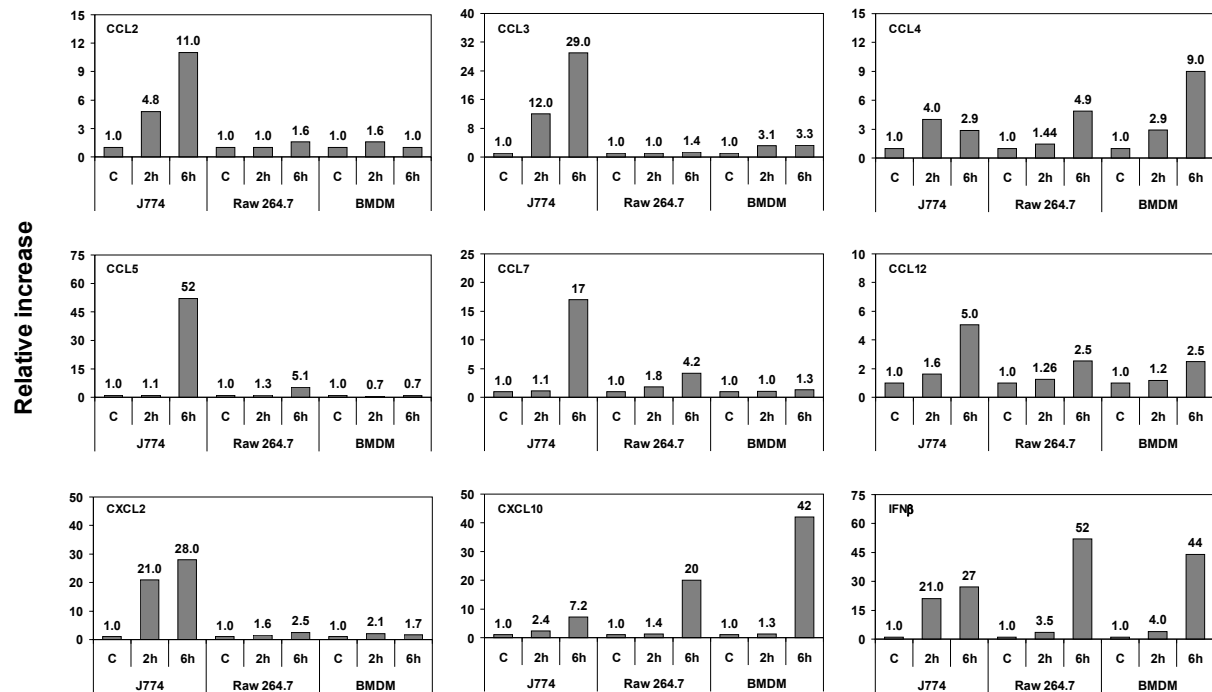 Relative increase
CCL2
15
12
9
6
3
0
1.0 4.8 11.0 1.0 1.0 1.6 1.0 1.6 1.0
C 2h 6h C 2h 6h C 2h 6h
J774 Raw 264.7 BMDM
CCL3
40
32
24
16
8
0
1.0 12.0 29.0 1.0 1.0 1.4 1.0 3.1 3.3
C 2h 6h C 2h 6h C 2h 6h
J774 Raw 264.7 BMDM
CCL4
15
12
9
6
3
0
1.0 4.0 2.9 1.0 1.44 4.9 1.0 2.9 9.0
C 2h 6h C 2h 6h C 2h 6h
J774 Raw 264.7 BMDM
CCL5
75
60
45
30
15
0
1.0 1.1 52 1.0 1.3 5.1 1.0 0.7 0.7
C 2h 6h C 2h 6h C 2h 6h
J774 Raw 264.7 BMDM
CCL7
25
20
15
10
5
0
1.0 1.1 17 1.0 1.8 4.2 1.0 1.0 1.3
C 2h 6h C 2h 6h C 2h 6h
J774 Raw 264.7 BMDM
CCL12
10
8
6
4
2
0
1.0 1.6 5.0 1.0 1.26 2.5 1.0 1.2 2.5
C 2h 6h C 2h 6h C 2h 6h
J774 Raw 264.7 BMDM
CXCL2
50
40
30
20
10
0
1.0 21.0 28.0 1.0 1.6 2.5 1.0 2.1 1.7
C 2h 6h C 2h 6h C 2h 6h
J774 Raw 264.7 BMDM
CXCL10
50
40
30
20
10
0
1.0 2.4 7.2 1.0 1.4 20 1.0 1.3 42
C 2h 6h C 2h 6h C 2h 6h
J774 Raw 264.7 BMDM
IFNβ
75
60
45
30
15
0
1.0 21.0 27 1.0 3.5 52 1.0 4.0 44
C 2h 6h C 2h 6h C 2h 6h
J774 Raw 264.7 BMDM